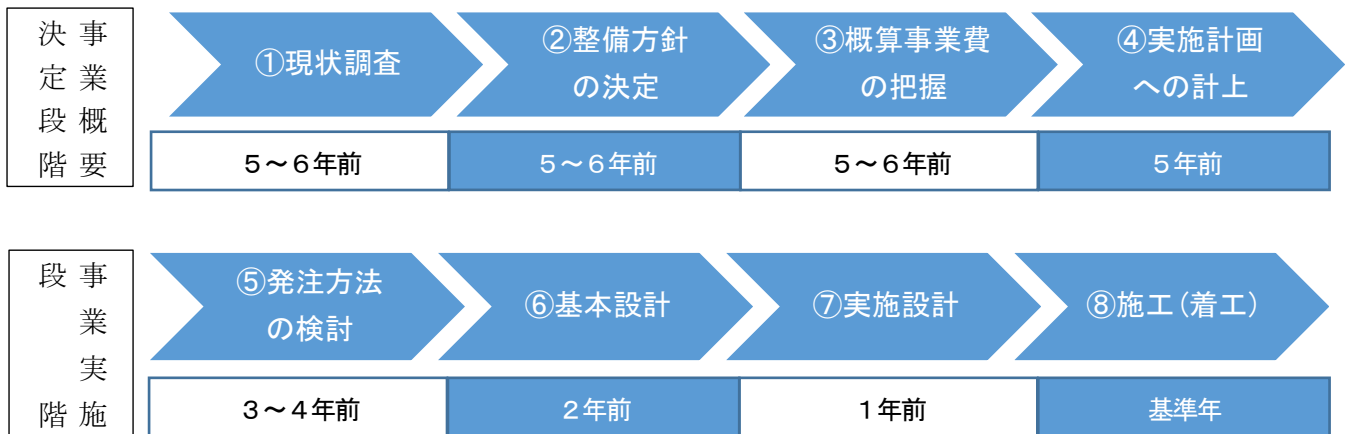 事業概要
決定段階
①現状調査
②整備方針
の決定
③概算事業費
の把握
④実施計画
への計上
５～６年前
５～６年前
５～６年前
５年前
事業実施
段階
⑤発注方法
の検討
⑥基本設計
⑦実施設計
⑧施工（着工）
３～４年前
２年前
１年前
基準年